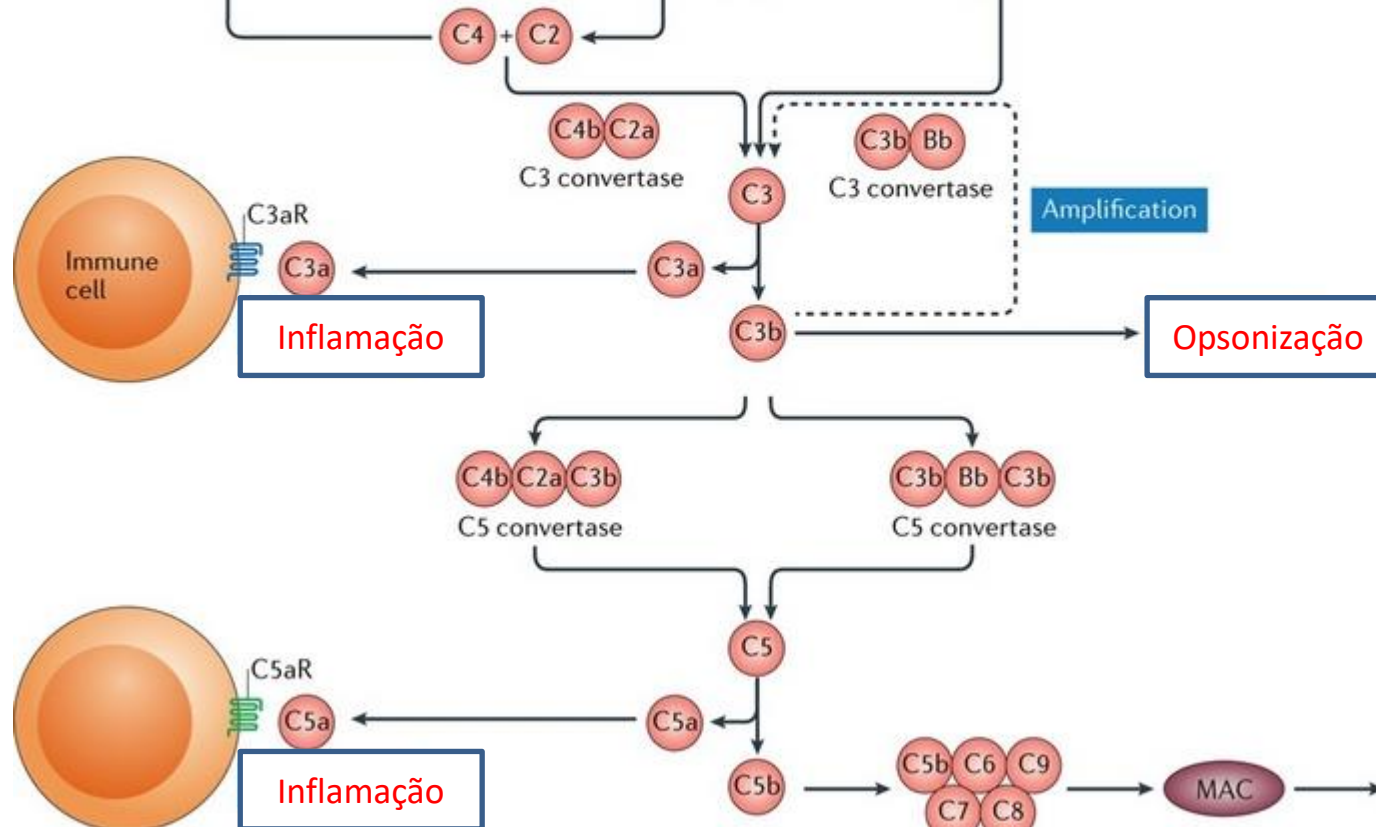 C4 + C2
C4b C2a
C3 convertase
C3b Bb
C3 convertase
C3
Amplification
C3aR
Immune
cell
C3a
C3a
Inflamação
C3b
Opsonização
C4b C2a C3b
C5 convertase
C3b Bb C3b
C5 convertase
C5
C5aR
C5a
C5a
Inflamação
C5b
C5b C6 C9
C7 C8
MAC